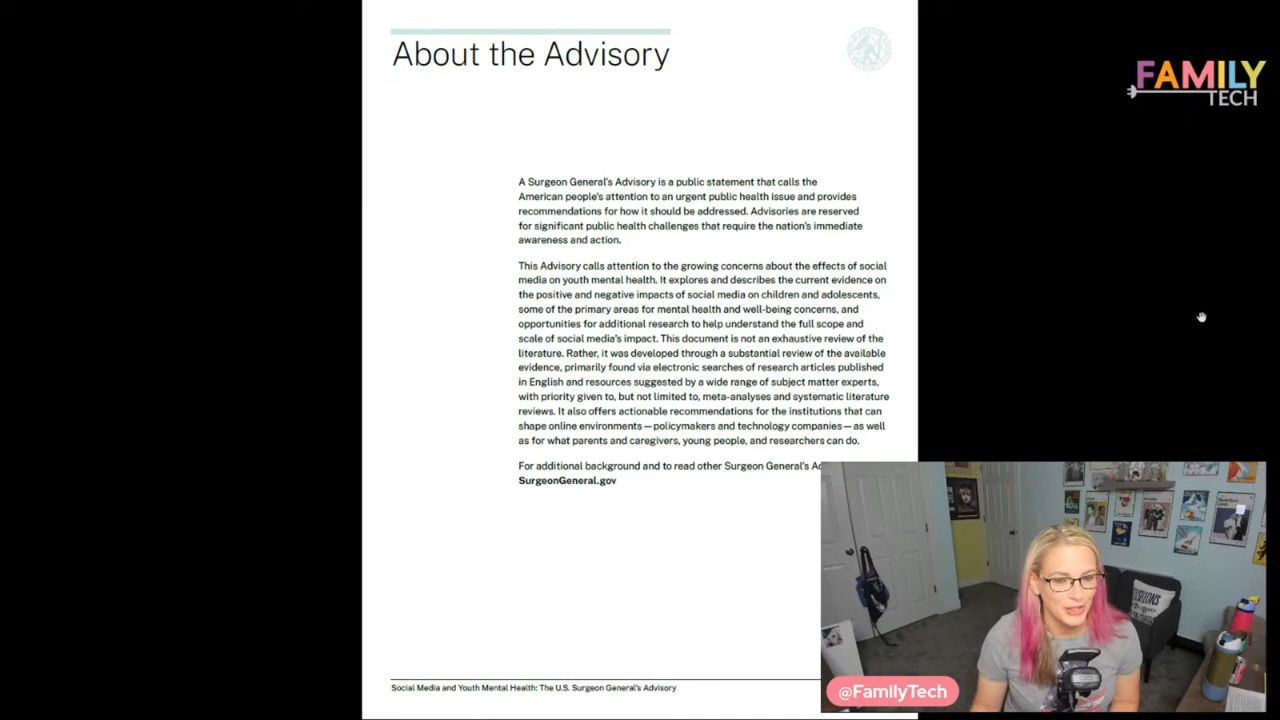 About the Advisory
FAMILY
TECH
A Surgeon General's Advisory is a public statement that calls the
American people's attention to an urgent public health issue and provides
recommendations for how it should be addressed. Advisories are reserved
for significant public health challenges that require the nation's immediate
awareness and action.
This Advisory calls attention to the growing concerns about the effects of social
media on youth mental health. It explores and describes the current evidence on
the positive and negative impacts of social media on children and adolescents,
some of the primary areas for mental health and well-being concerns, and
opportunities for additional research to help understand the full scope and
scale of social media's impact. This document is not an exhaustive review of the
literature. Rather, it was developed through a substantial review of the available
evidence, primarily found via electronic searches of research articles published
in English and resources suggested by a wide range of subject matter experts,
with priority given to, but not limited to, meta-analyses and systematic literature
reviews. It also offers actionable recommendations for the institutions that can
shape online environments—policymakers and technology companies—as well
as for what parents and caregivers, young people, and researchers can do.
For additional background and to read other Surgeon General's
SurgeonGeneral.gov
Social Media and Youth Mental Health: The U.S. Surgeon General's Advisory
@FamilyTech